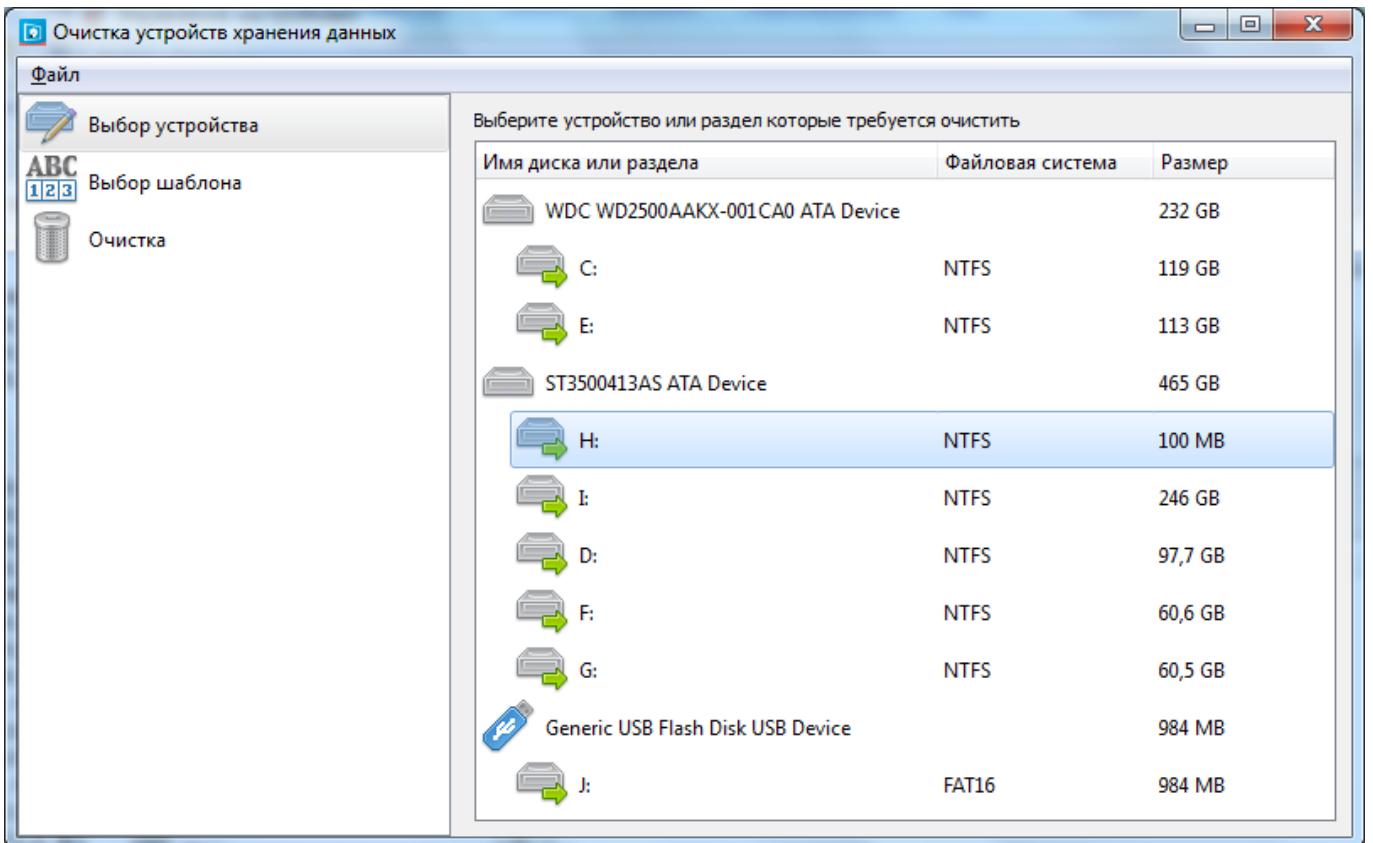 Очистка устройств хранения данных
Файл
Выбор устройства
Выбор шаблона
Очистка
Выберите устройство или раздел которые требуется очистить
Имя диска или раздела Файловая система Размер
WDC WD2500AAKX-001CA0 ATA Device 232 GB
C: NTFS 119 GB
E: NTFS 113 GB
ST3500413AS ATA Device 465 GB
H: NTFS 100 MB
I: NTFS 246 GB
D: NTFS 97,7 GB
F: NTFS 60,6 GB
G: NTFS 60,5 GB
Generic USB Flash Disk USB Device 984 MB
J: FAT16 984 MB